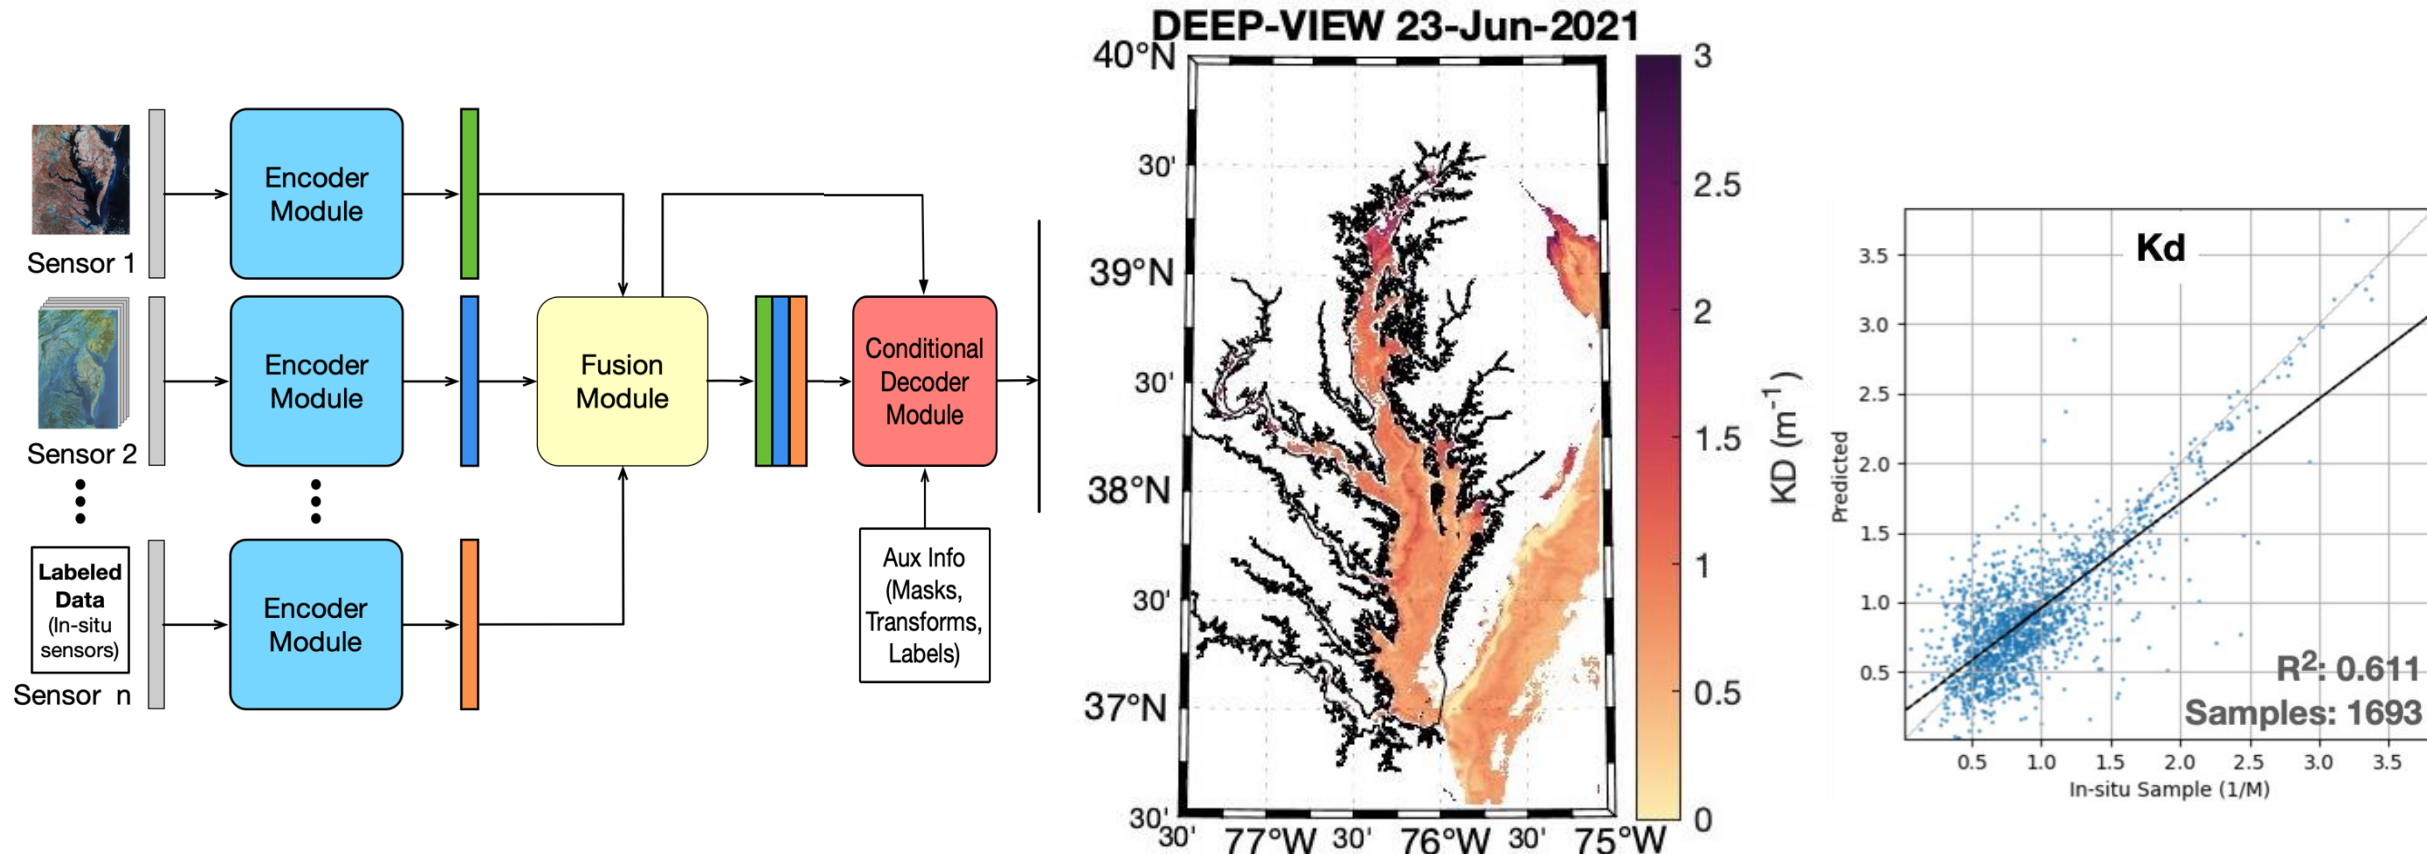 Sensor 1
Encoder
Module
Sensor 2
Encoder
Module
Labeled
Data
(In-situ
sensors)
Sensor n
Encoder
Module
Fusion
Module
Conditional
Decoder
Module
Aux Info
(Masks,
Transforms,
Labels)
DEEP-VIEW 23-Jun-2021
40°N
30'
39°N
30'
38°N
30'
37°N
30'
30'
77°W
30'
76°W
30'
75°W
3
2.5
2
1.5
1
0.5
0
KD (m⁻¹)
Kd
3.5
3.0
2.5
2.0
1.5
1.0
0.5
Predicted
R²: 0.611
Samples: 1693
0.5
1.0
1.5
2.0
2.5
3.0
3.5
In-situ Sample (1/M)